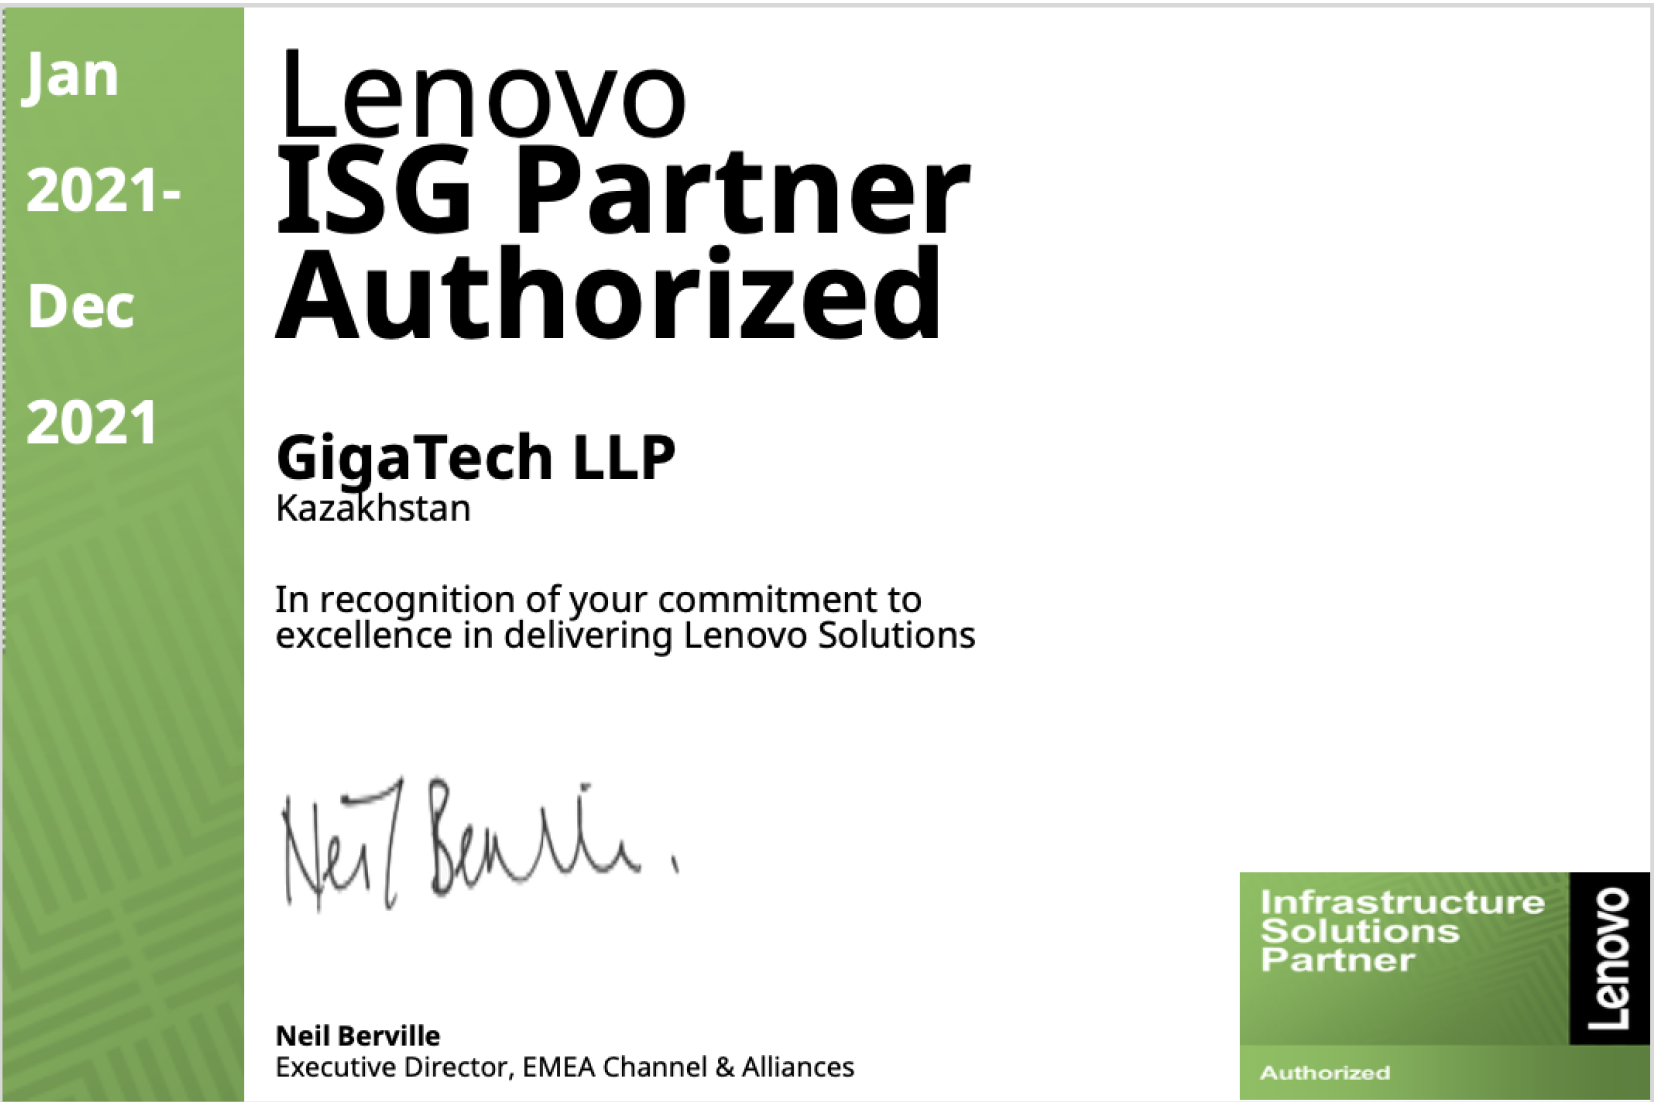 Jan
2021-
Dec
2021
Lenovo
ISG Partner
Authorized
GigaTech LLP
Kazakhstan
In recognition of your commitment to
excellence in delivering Lenovo Solutions
Neil Berville.
Neil Berville
Executive Director, EMEA Channel & Alliances
Infrastructure
Solutions
Partner
Lenovo
Authorized